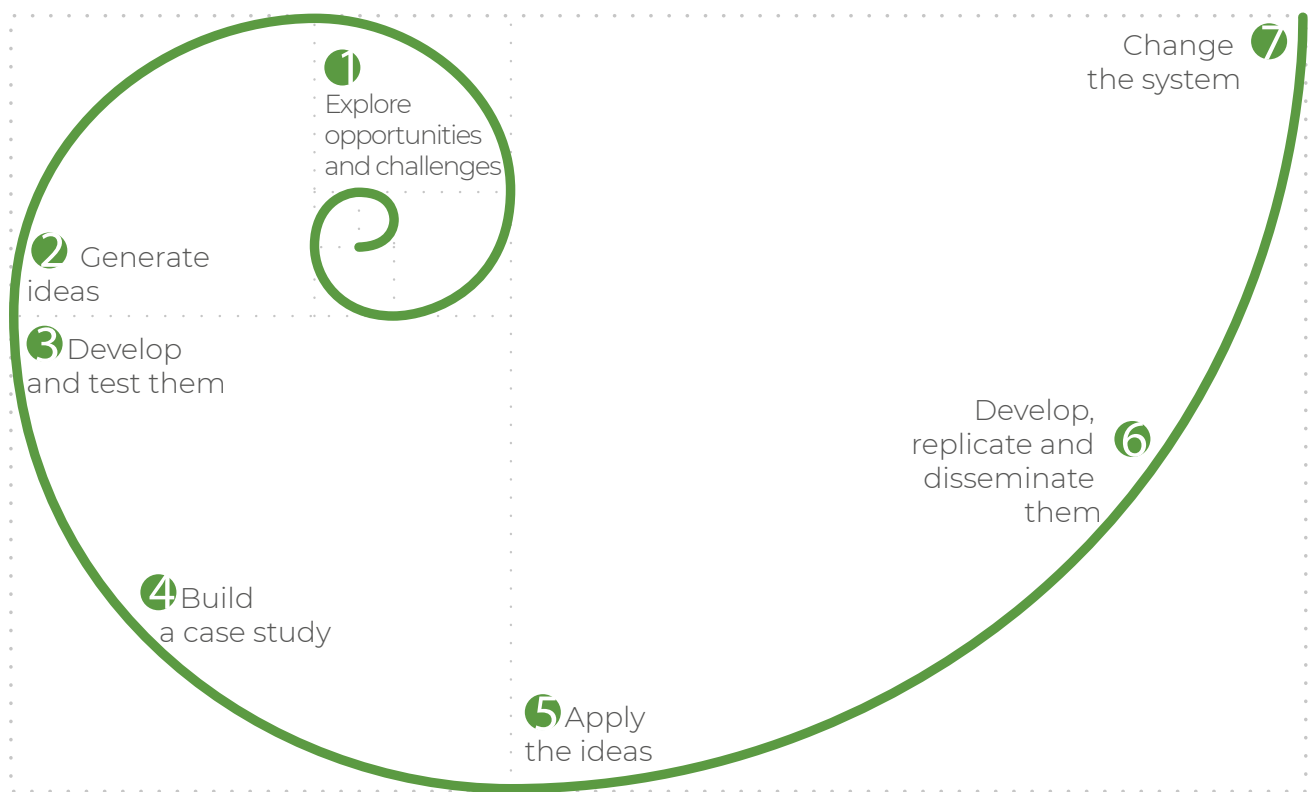 1
Explore
opportunities
and challenges
2 Generate
ideas
3 Develop
and test them
4 Build
a case study
5 Apply
the ideas
Develop,
replicate and 6
disseminate
them
Change 7
the system